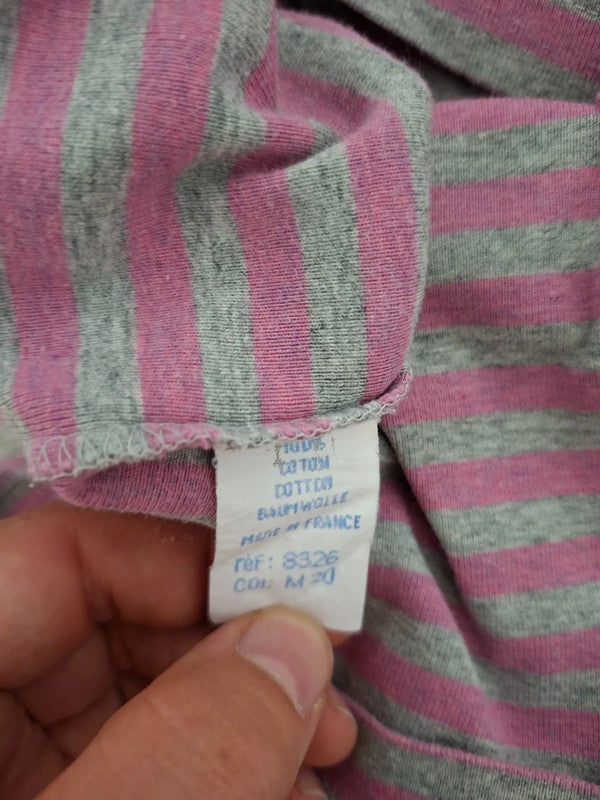 100%
COTON
COTTON
BAUMWOLLE
MADE IN FRANCE
réf: 8326
COL M 20